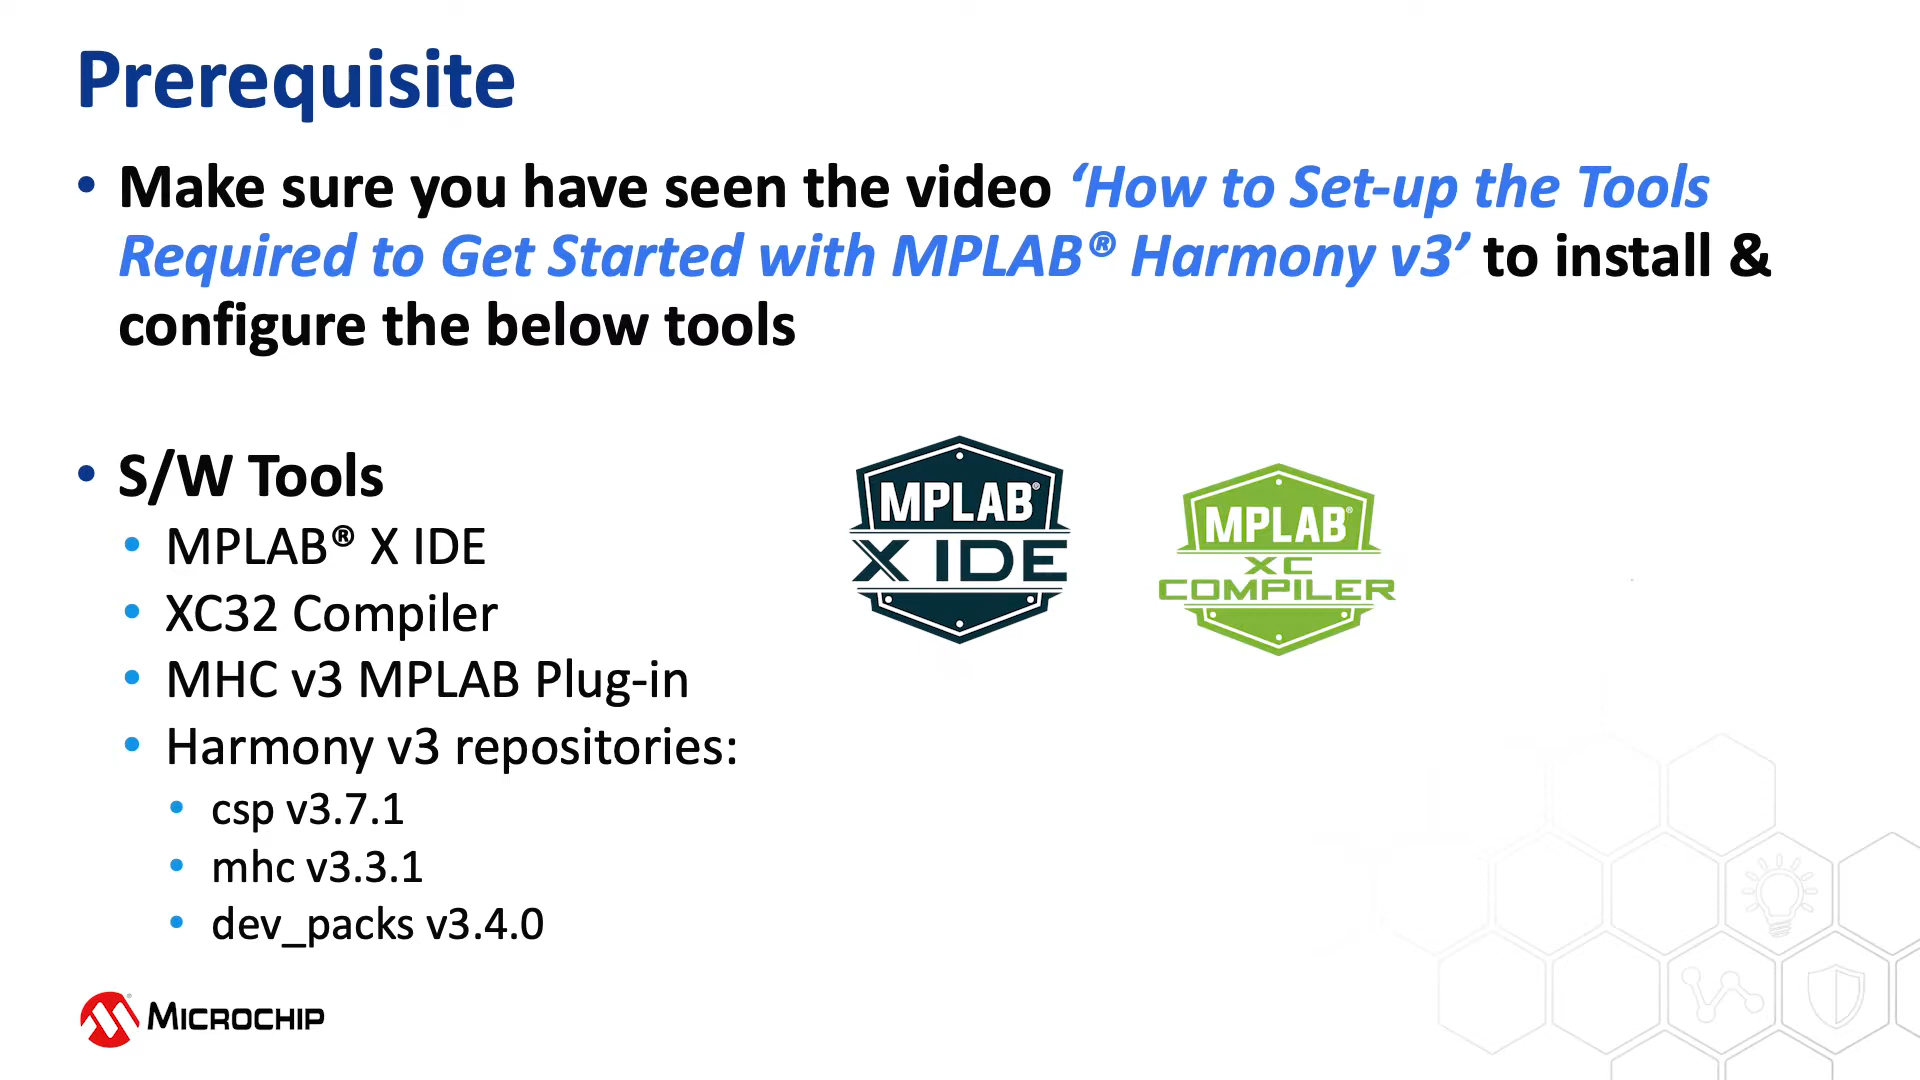 Prerequisite
• Make sure you have seen the video ‘How to Set-up the Tools
Required to Get Started with MPLAB® Harmony v3’ to install &
configure the below tools
• S/W Tools
• MPLAB® X IDE
• XC32 Compiler
• MHC v3 MPLAB Plug-in
• Harmony v3 repositories:
• csp v3.7.1
• mhc v3.3.1
• dev_packs v3.4.0
MPLAB®
X IDE
MPLAB®
XC
COMPILER
MICROCHIP